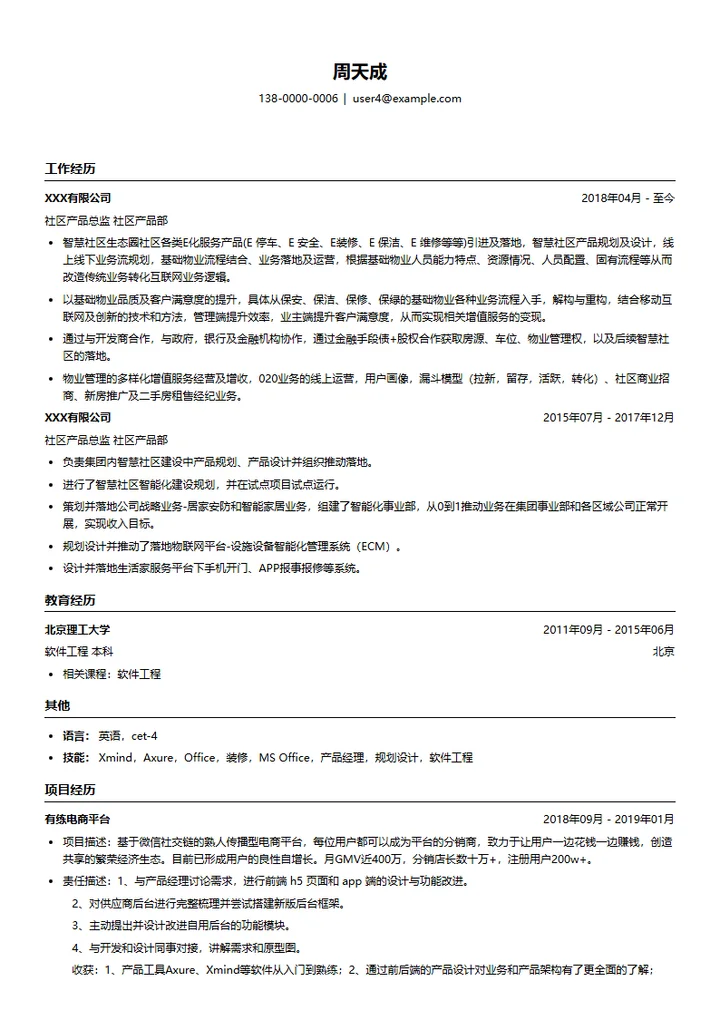 周天成
138-0000-0006 | user4@example.com
工作经历
XXX有限公司 2018年04月 - 至今
社区产品总监 社区产品部
• 智慧社区生态圈社区各类E化服务产品(E 停车、E 安全、E装修、E 保洁、E 维修等等)引进及落地，智慧社区产品规划及设计，线
上线下业务流规划，基础物业流程结合、业务落地及运营，根据基础物业人员能力特点、资源情况、人员配置、固有流程等从而
改造传统业务转化互联网业务逻辑。
• 以基础物业品质及客户满意度的提升，具体从保安、保洁、保修、保绿的基础物业各种业务流程入手，解构与重构，结合移动互
联网及创新的技术和方法，管理端提升效率，业主端提升客户满意度，从而实现相关增值服务的变现。
• 通过与开发商合作，与政府，银行及金融机构协作，通过金融手段债+股权合作获取房源、车位、物业管理权，以及后续智慧社
区的落地。
• 物业管理的多样化增值服务经营及增收，020业务的线上运营，用户画像，漏斗模型（拉新，留存，活跃，转化）、社区商业招
商、新房推广及二手房租售经纪业务。
XXX有限公司 2015年07月 - 2017年12月
社区产品总监 社区产品部
• 负责集团内智慧社区建设中产品规划、产品设计并组织推动落地。
• 进行了智慧社区智能化建设规划，并在试点项目试点运行。
• 策划并落地公司战略业务-居家安防和智能家居业务，组建了智能化事业部，从0到1推动业务在集团事业部和各区域公司正常开
展，实现收入目标。
• 规划设计并推动了落地物联网平台-设施设备智能化管理系统（ECM）。
• 设计并落地生活家服务平台下手机开门、APP报事报修等系统。
教育经历
北京理工大学 2011年09月 - 2015年06月
软件工程 本科 北京
• 相关课程：软件工程
其他
• 语言： 英语，cet-4
• 技能： Xmind，Axure，Office，装修，MS Office，产品经理，规划设计，软件工程
项目经历
有练电商平台 2018年09月 - 2019年01月
• 项目描述：基于微信社交链的熟人传播型电商平台，每位用户都可以成为平台的分销商，致力于让用户一边花钱一边赚钱，创造
共享的繁荣经济生态。目前已形成用户的良性自增长。月GMV近400万，分销店长数十万+，注册用户200w+。
• 责任描述：1、与产品经理讨论需求，进行前端 h5 页面和 app 端的设计与功能改进。
2、对供应商后台进行完整梳理并尝试搭建新版后台框架。
3、主动提出并设计改进自用后台的功能模块。
4、与开发和设计同事对接，讲解需求和原型图。
收获：1、产品工具Axure、Xmind等软件从入门到熟练；2、通过前后端的产品设计对业务和产品架构有了更全面的了解；